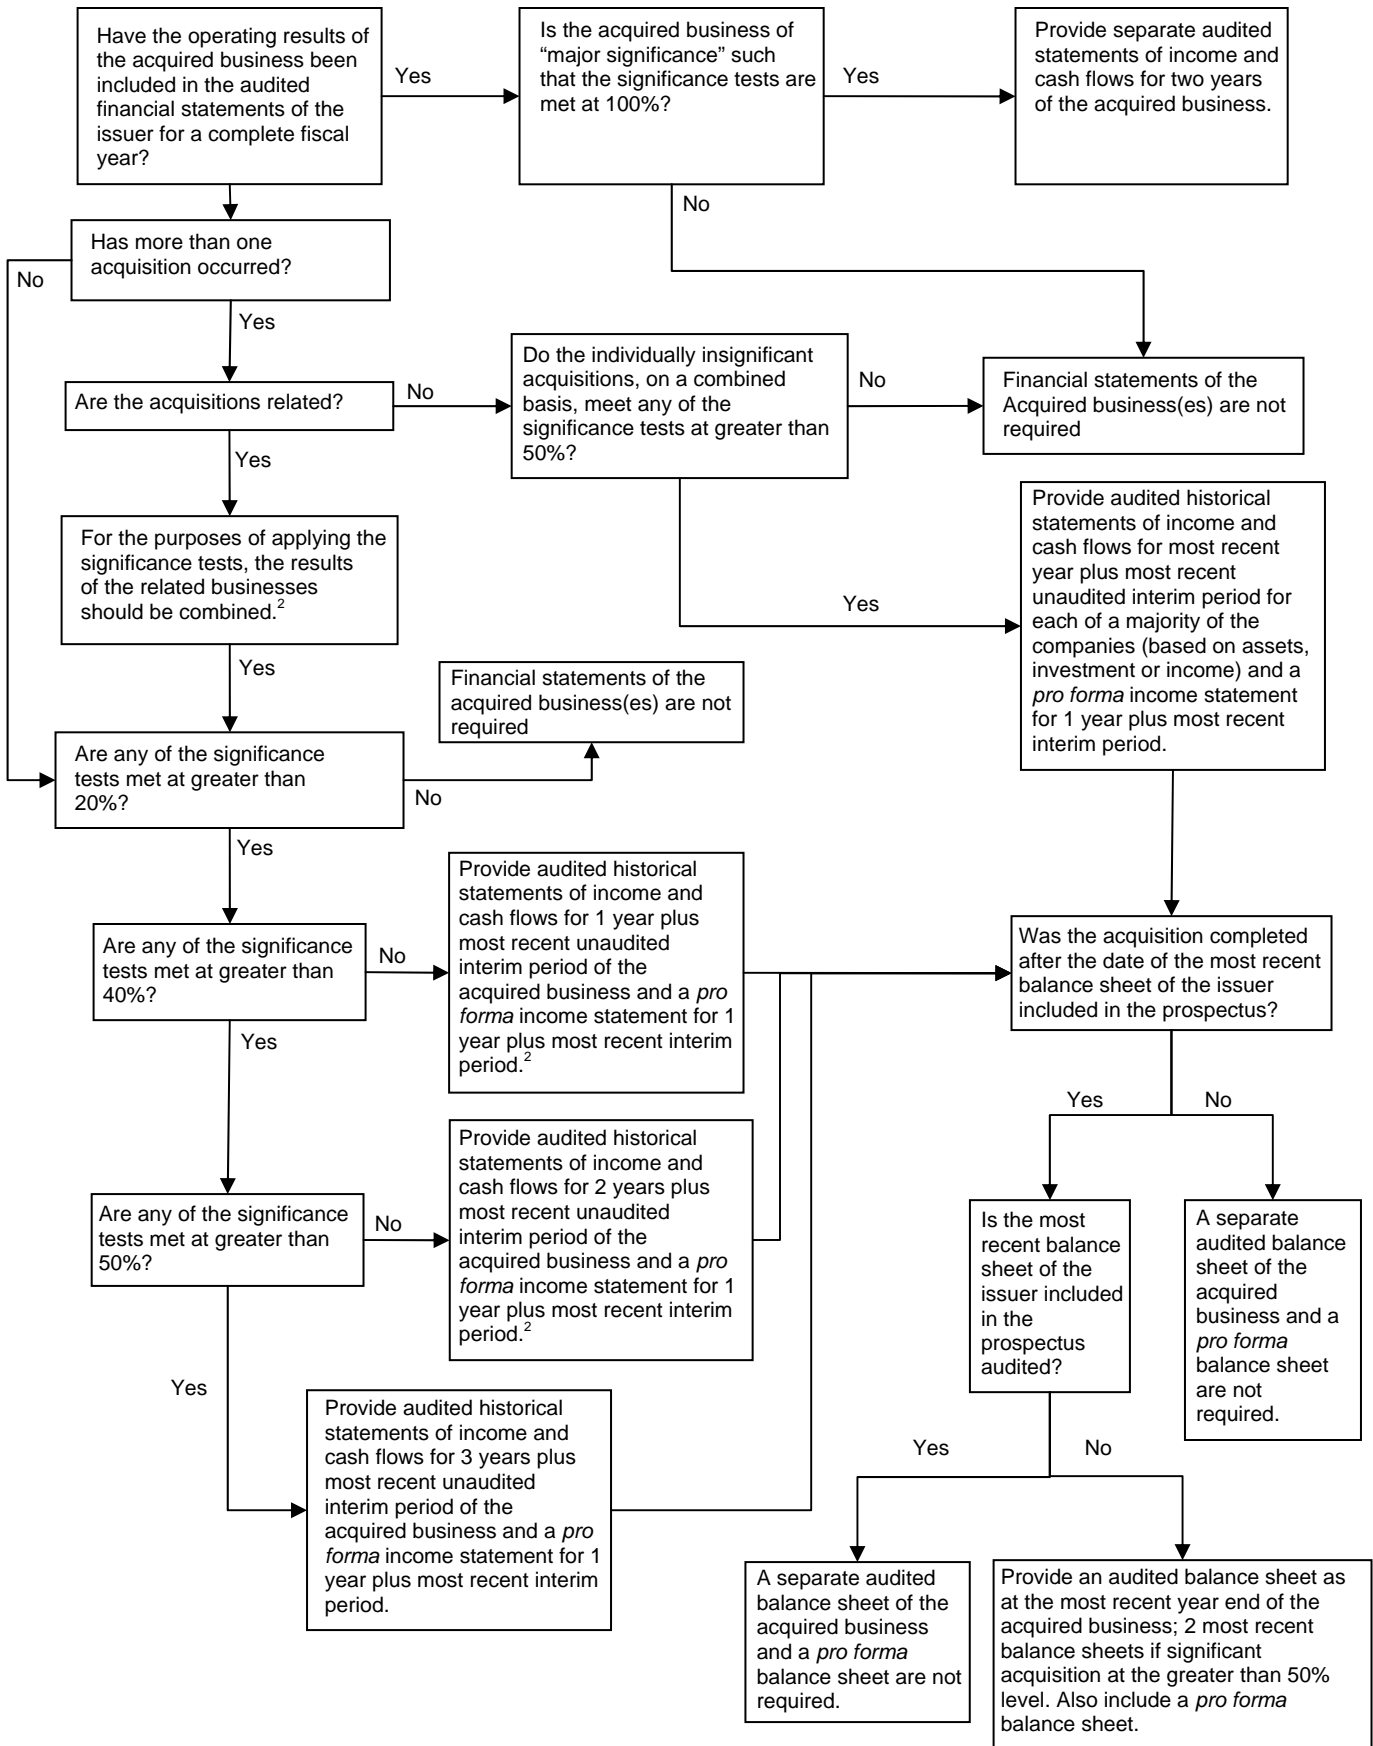 Have the operating results of
the acquired business been
included in the audited
financial statements of the
issuer for a complete fiscal
year?
Yes
Is the acquired business of
“major significance” such
that the significance tests are
met at 100%?
Yes
Provide separate audited
statements of income and
cash flows for two years
of the acquired business.
No
Has more than one
acquisition occurred?
No
Yes
Are the acquisitions related?
No
Do the individually insignificant
acquisitions, on a combined
basis, meet any of the
significance tests at greater than
50%?
No
Financial statements of the
Acquired business(es) are not
required
Yes
For the purposes of applying the
significance tests, the results
of the related businesses
should be combined.2
Yes
Provide audited historical
statements of income and
cash flows for most recent
year plus most recent
unaudited interim period for
each of a majority of the
companies (based on assets,
investment or income) and a
pro forma income statement
for 1 year plus most recent
interim period.
Yes
Financial statements of the
acquired business(es) are not
required
Are any of the significance
tests met at greater than
20%?
No
Yes
Are any of the significance
tests met at greater than
40%?
No
Provide audited historical
statements of income and
cash flows for 1 year plus
most recent unaudited
interim period of the
acquired business and a pro
forma income statement for 1
year plus most recent interim
period.2
Was the acquisition completed
after the date of the most recent
balance sheet of the issuer
included in the prospectus?
Yes
Yes
No
Are any of the significance
tests met at greater than
50%?
No
Provide audited historical
statements of income and
cash flows for 2 years plus
most recent unaudited
interim period of the
acquired business and a pro
forma income statement for 1
year plus most recent interim
period.2
Is the most
recent balance
sheet of the
issuer included
in the
prospectus
audited?
A separate
audited balance
sheet of the
acquired
business and a
pro forma
balance sheet
are not
required.
Yes
Provide audited historical
statements of income and
cash flows for 3 years plus
most recent unaudited
interim period of the
acquired business and a pro
forma income statement for 1
year plus most recent interim
period.
Yes
No
A separate audited
balance sheet of the
acquired business
and a pro forma
balance sheet are not
required.
Provide an audited balance sheet as
at the most recent year end of the
acquired business; 2 most recent
balance sheets if significant
acquisition at the greater than 50%
level. Also include a pro forma
balance sheet.